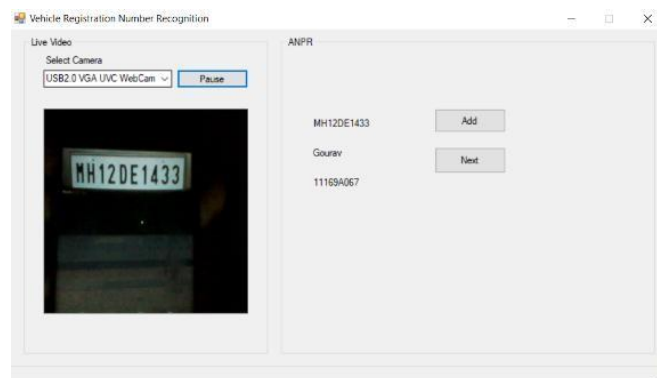 Vehicle Registration Number Recognition
Live Video
Select Camera
USB2.0 VGA UVC WebCam
Pause
MH12DE1433
ANPR
MH12DE1433
Add
Gourav
Next
11169A067